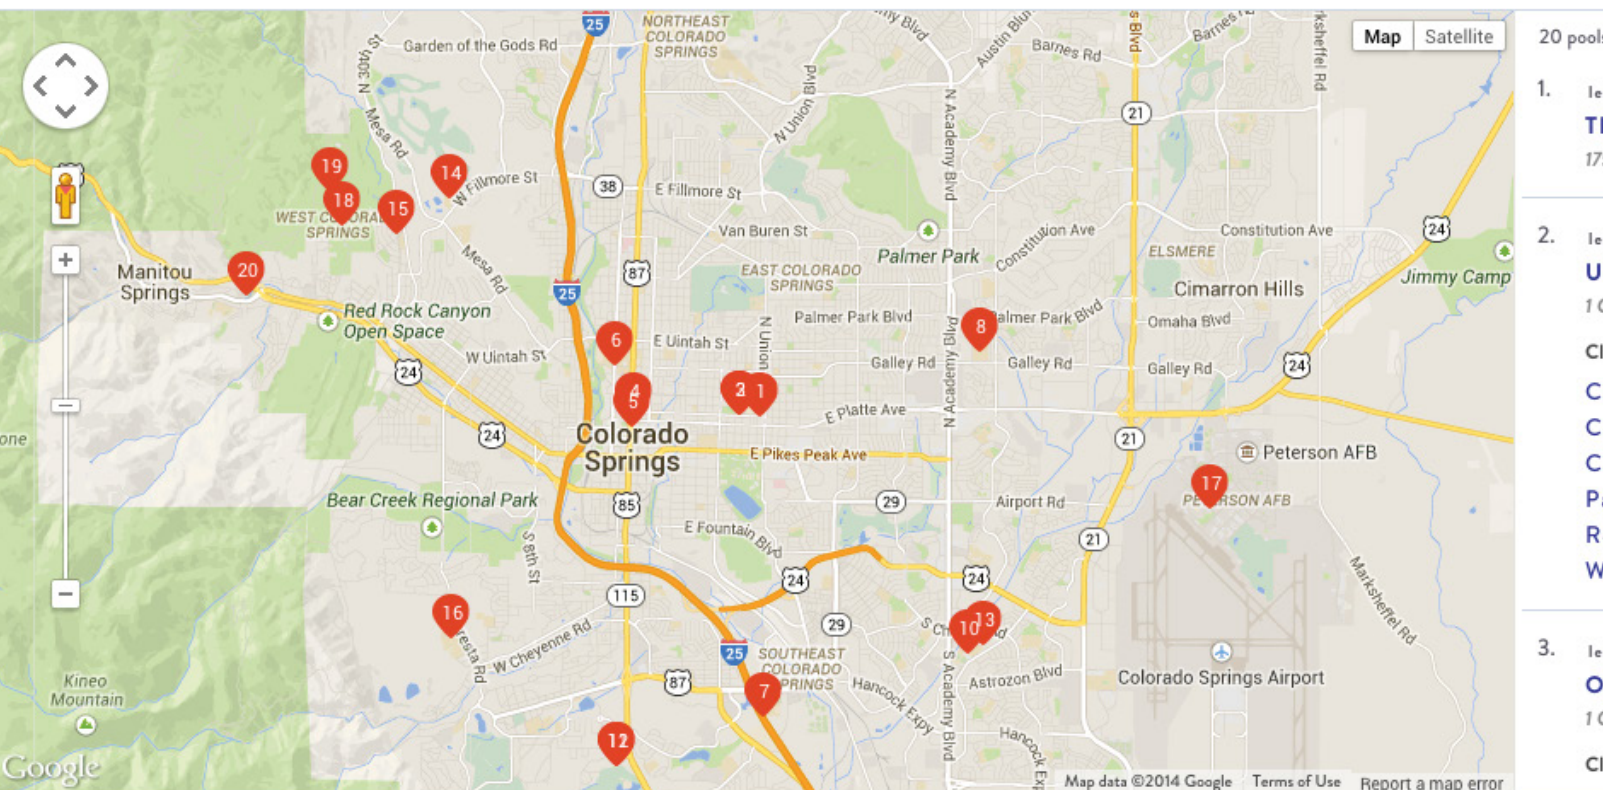 25
NORTHEAST
COLORADO
SPRINGS
Garden of the Gods Rd
N 30th St
Mesa Rd
N Union Blvd
Austin
Barnes Rd
Map
Satellite
20 pools
1.
2.
3.
21
N Academy Blvd
19
18
15
14
W Fillmore St
38
E Fillmore St
WEST COLORADO
SPRINGS
Van Buren St
Palmer Park
Constitution Ave
ELSMERE
Constitution Ave
24
Jimmy Camp
Manitou
Springs
20
Mesa Rd
87
EAST COLORADO
SPRINGS
Cimarron Hills
25
Red Rock Canyon
Open Space
Palmer Park Blvd
8
Palmer Park Blvd
Omaha Blvd
N Union
N Academy Blvd
6
E Uintah St
W Uintah St
Galley Rd
Galley Rd
Galley Rd
24
24
4
5
1
E Platte Ave
24
Colorado
Springs
E Pikes Peak Ave
21
Peterson AFB
17
PETERSON AFB
Bear Creek Regional Park
85
29
Airport Rd
E Fountain Blvd
21
S 8th St
24
24
115
29
Marksheffel Rd
16
W Cheyenne Rd
10
13
25
SOUTHEAST
COLORADO
SPRINGS
S Academy Blvd
Astrozon Blvd
Colorado Springs Airport
Kineo
Mountain
87
7
Hancock Expy
12
Hancock
Google
Map data ©2014 Google
Terms of Use
Report a map error